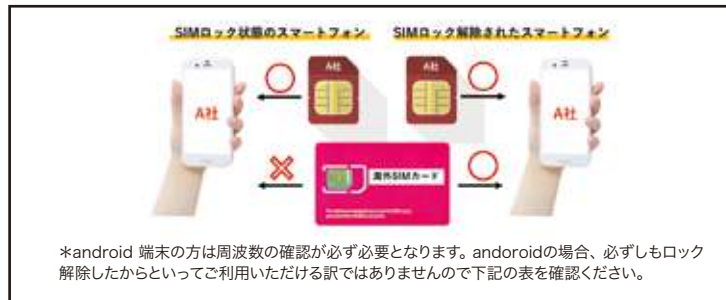 SIMロック状態のスマートフォン
SIMロック解除されたスマートフォン
A社
A社
A社
A社
海外SIMカード
*android 端末の方は周波数の確認が必ず必要となります。andoroidの場合、必ずしもロック
解除したからといってご利用いただける訳ではありませんので下記の表を確認ください。